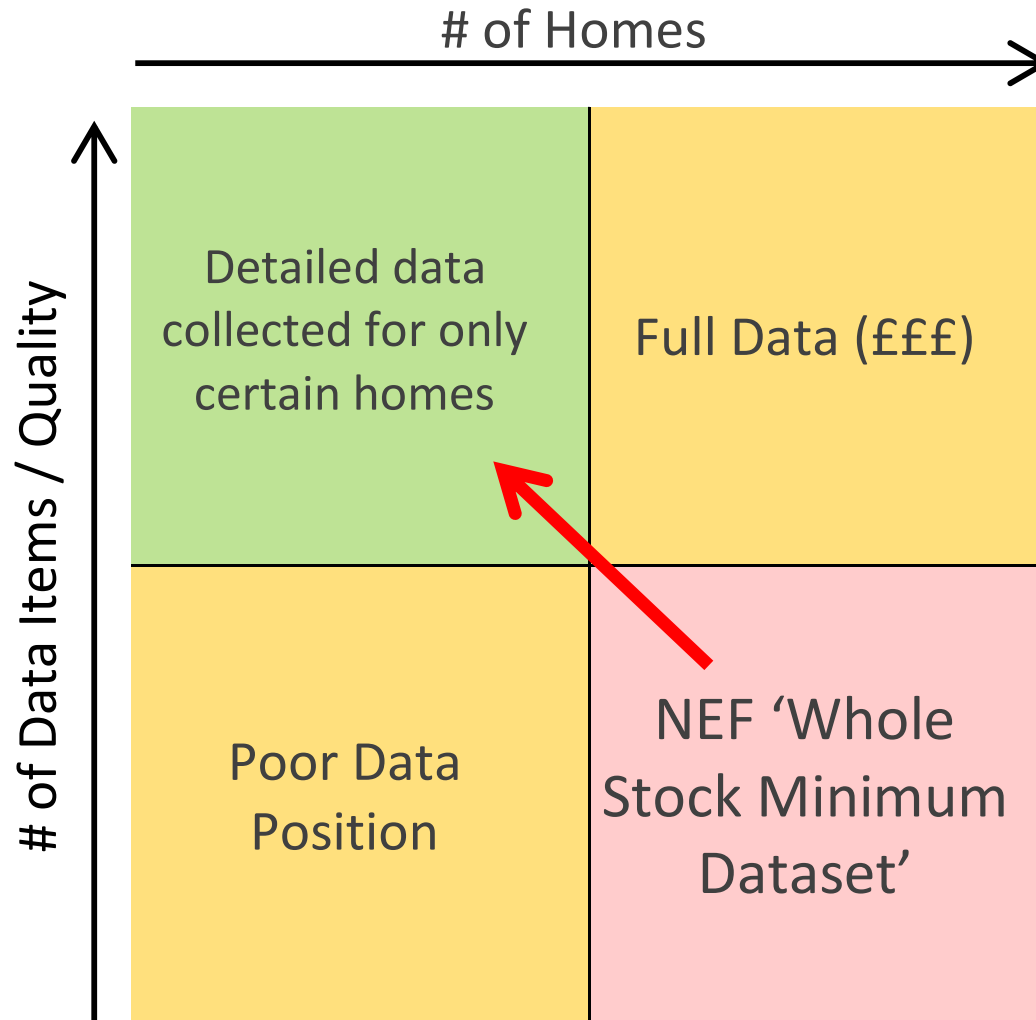 # of Homes
# of Data Items / Quality
Detailed data
collected for only
certain homes
Full Data (£££)
Poor Data
Position
NEF ‘Whole
Stock Minimum
Dataset’